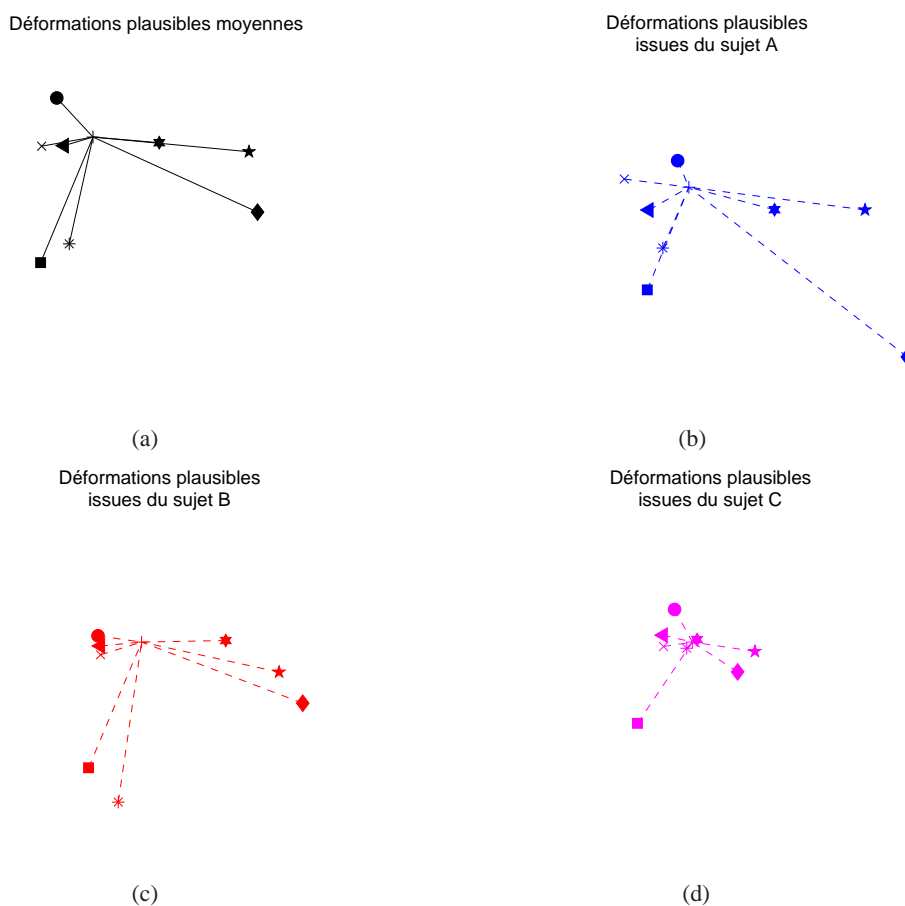 Déformations plausibles moyennes
Déformations plausibles
issues du sujet A
(a)
(b)
Déformations plausibles
issues du sujet B
Déformations plausibles
issues du sujet C
(c)
(d)